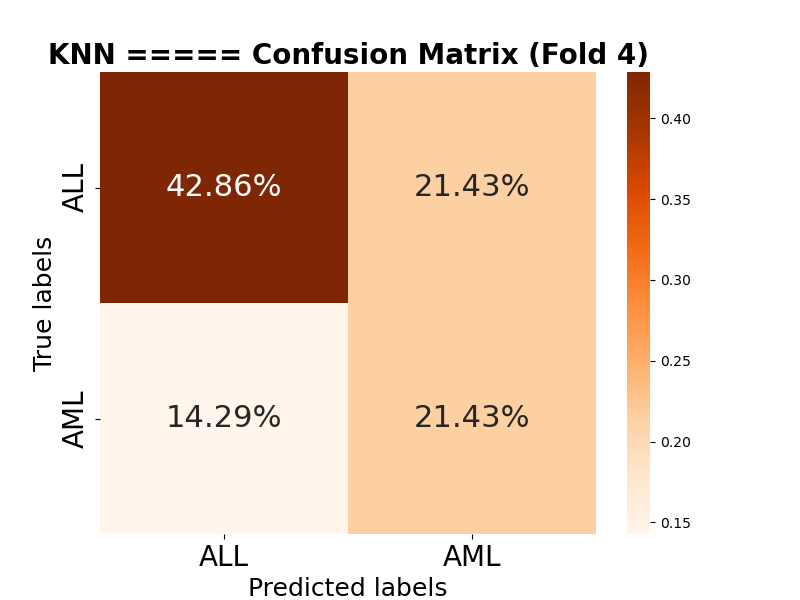 KNN ===== Confusion Matrix (Fold 4)
True labels
ALL
42.86%
21.43%
AML
14.29%
21.43%
ALL
AML
Predicted labels
0.40
0.35
0.30
0.25
0.20
0.15